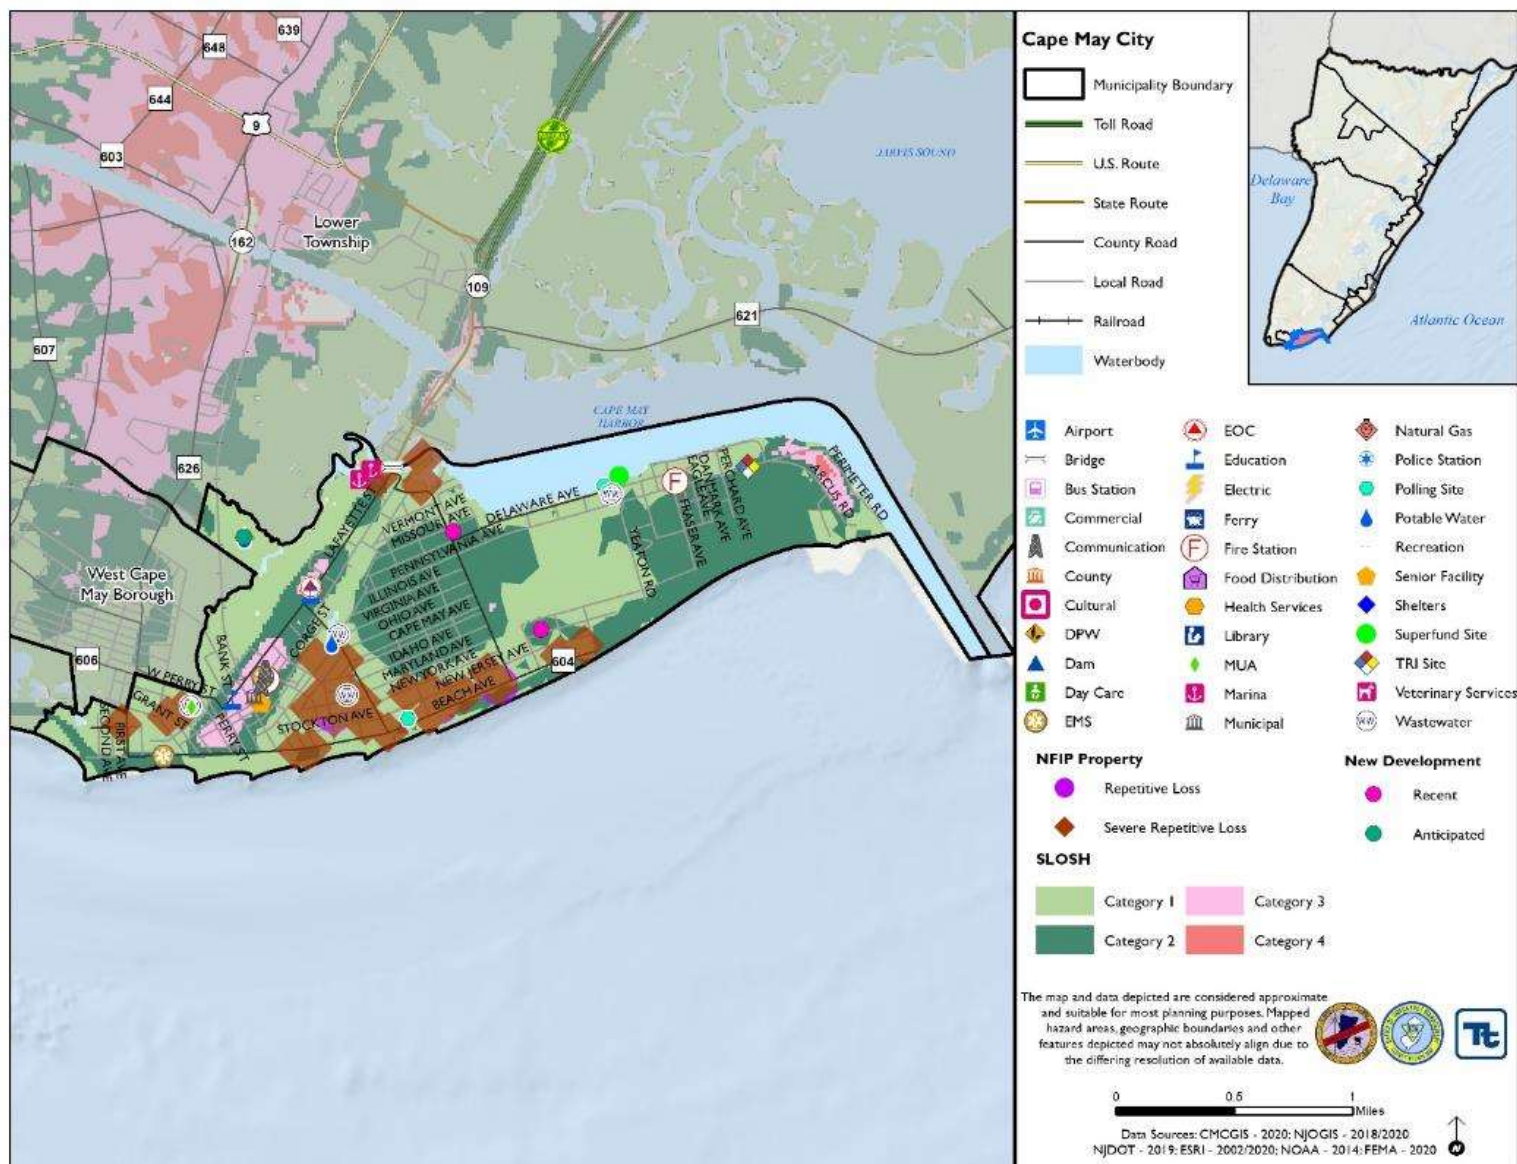 648
639
644
9
603
JARVIS SOUND
Lower
Township
162
109
621
607
CAPE MAY
HARBOR
626
PERIMETER RD
ARCUS RD
PERCHARD AVE
DANMARK AVE
EAGLE AVE
FRASER AVE
YEATON RD
DELAWARE AVE
LAFAYETTE ST
VERMONT AVE
MISSOURI AVE
PENNSYLVANIA AVE
ILLINOIS AVE
VIRGINIA AVE
OHIO AVE
CAPE MAY AVE
IDAHO AVE
MARYLAND AVE
NEW YORK AVE
NEW JERSEY AVE
BEACH AVE
STOCKTON AVE
604
West Cape
May Borough
606
BANK ST
W PERRY ST
GRANT ST
PERRY ST
FIRST AVE
SECOND AVE
F
WW
WW
WW
Cape May City
Municipality Boundary
Toll Road
U.S. Route
State Route
County Road
Local Road
Railroad
Waterbody
Delaware
Bay
Atlantic Ocean
Airport
Bridge
Bus Station
Commercial
Communication
County
Cultural
DPW
Dam
Day Care
EMS
EOC
Education
Electric
Ferry
F Fire Station
Food Distribution
Health Services
Library
MUA
Marina
Municipal
Natural Gas
Police Station
Polling Site
Potable Water
Recreation
Senior Facility
Shelters
Superfund Site
TRI Site
Veterinary Services
WW Wastewater
NFIP Property
Repetitive Loss
Severe Repetitive Loss
New Development
Recent
Anticipated
SLOSH
Category 1
Category 2
Category 3
Category 4
The map and data depicted are considered approximate
and suitable for most planning purposes. Mapped
hazard areas, geographic boundaries and other
features depicted may not absolutely align due to
the differing resolution of available data.
Tt
0 0.5 1
Miles
Data Sources: CMCGIS - 2020; NJOGIS - 2018/2020
NJDOT - 2019; ESRI - 2002/2020; NOAA - 2014; FEMA - 2020
N